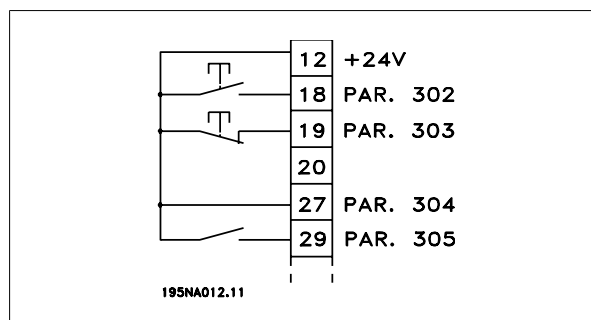 12 +24V
18 PAR. 302
19 PAR. 303
20
27 PAR. 304
29 PAR. 305
195NA012.11